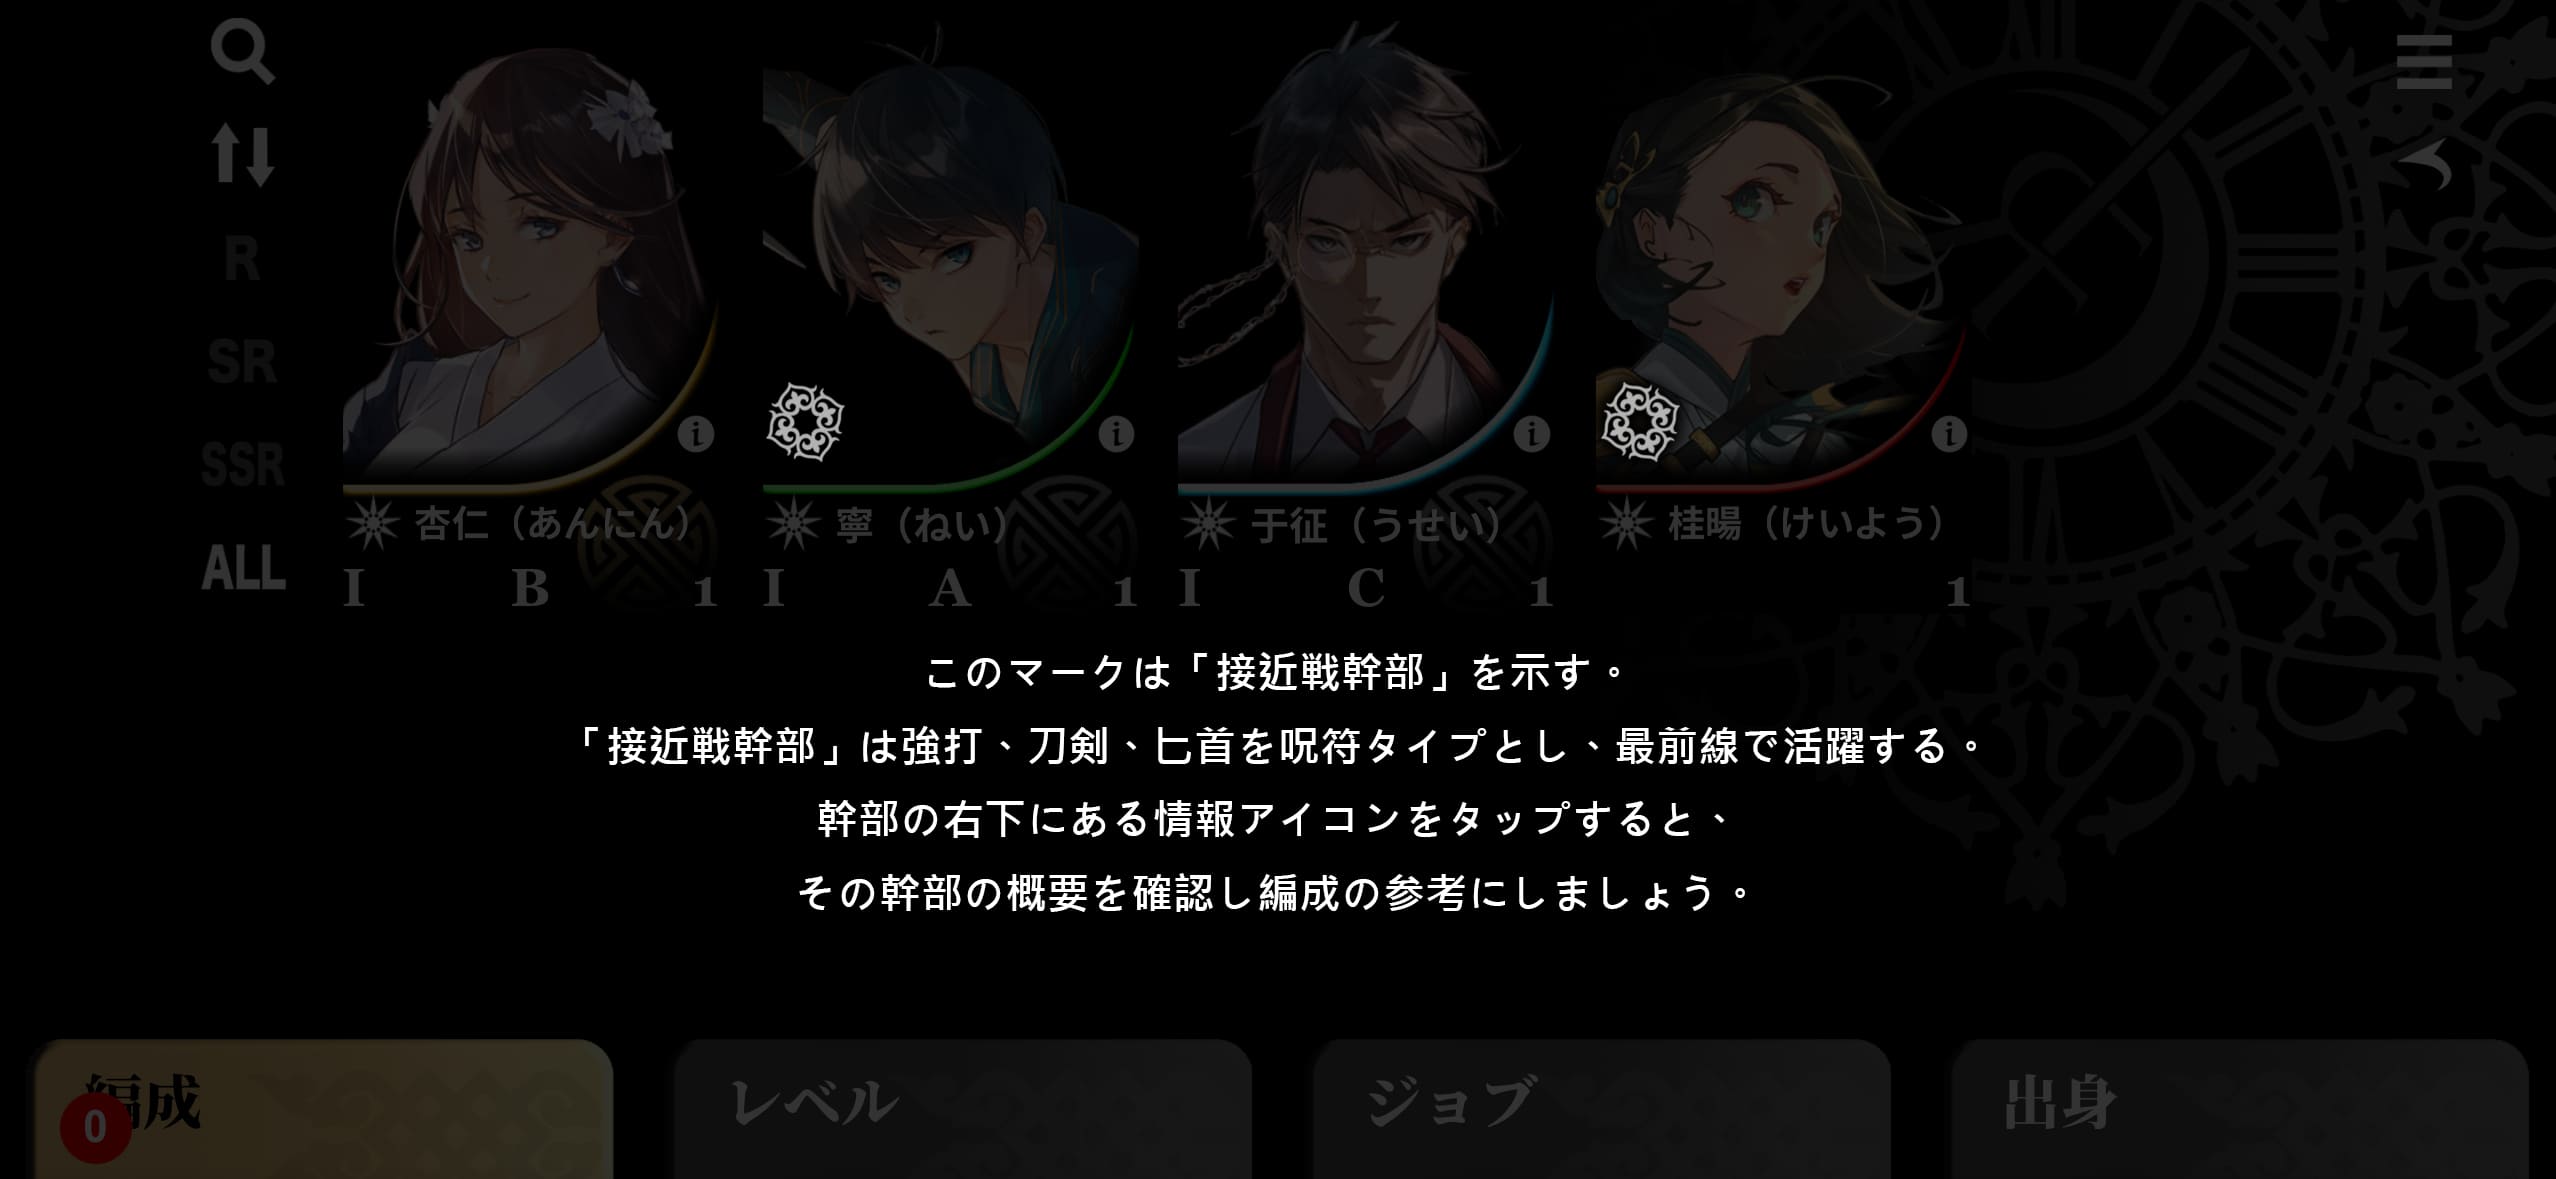 R
SR
SSR
ALL
杏仁（あんにん）
I B 1
寧（ねい）
I A 1
于征（うせい）
I C 1
桂暘（けいよう）
1
このマークは「接近戦幹部」を示す。
「接近戦幹部」は強打、刀剣、匕首を呪符タイプとし、最前線で活躍する。
幹部の右下にある情報アイコンをタップすると、
その幹部の概要を確認し編成の参考にしましょう。
編成
0
レベル
ジョブ
出身